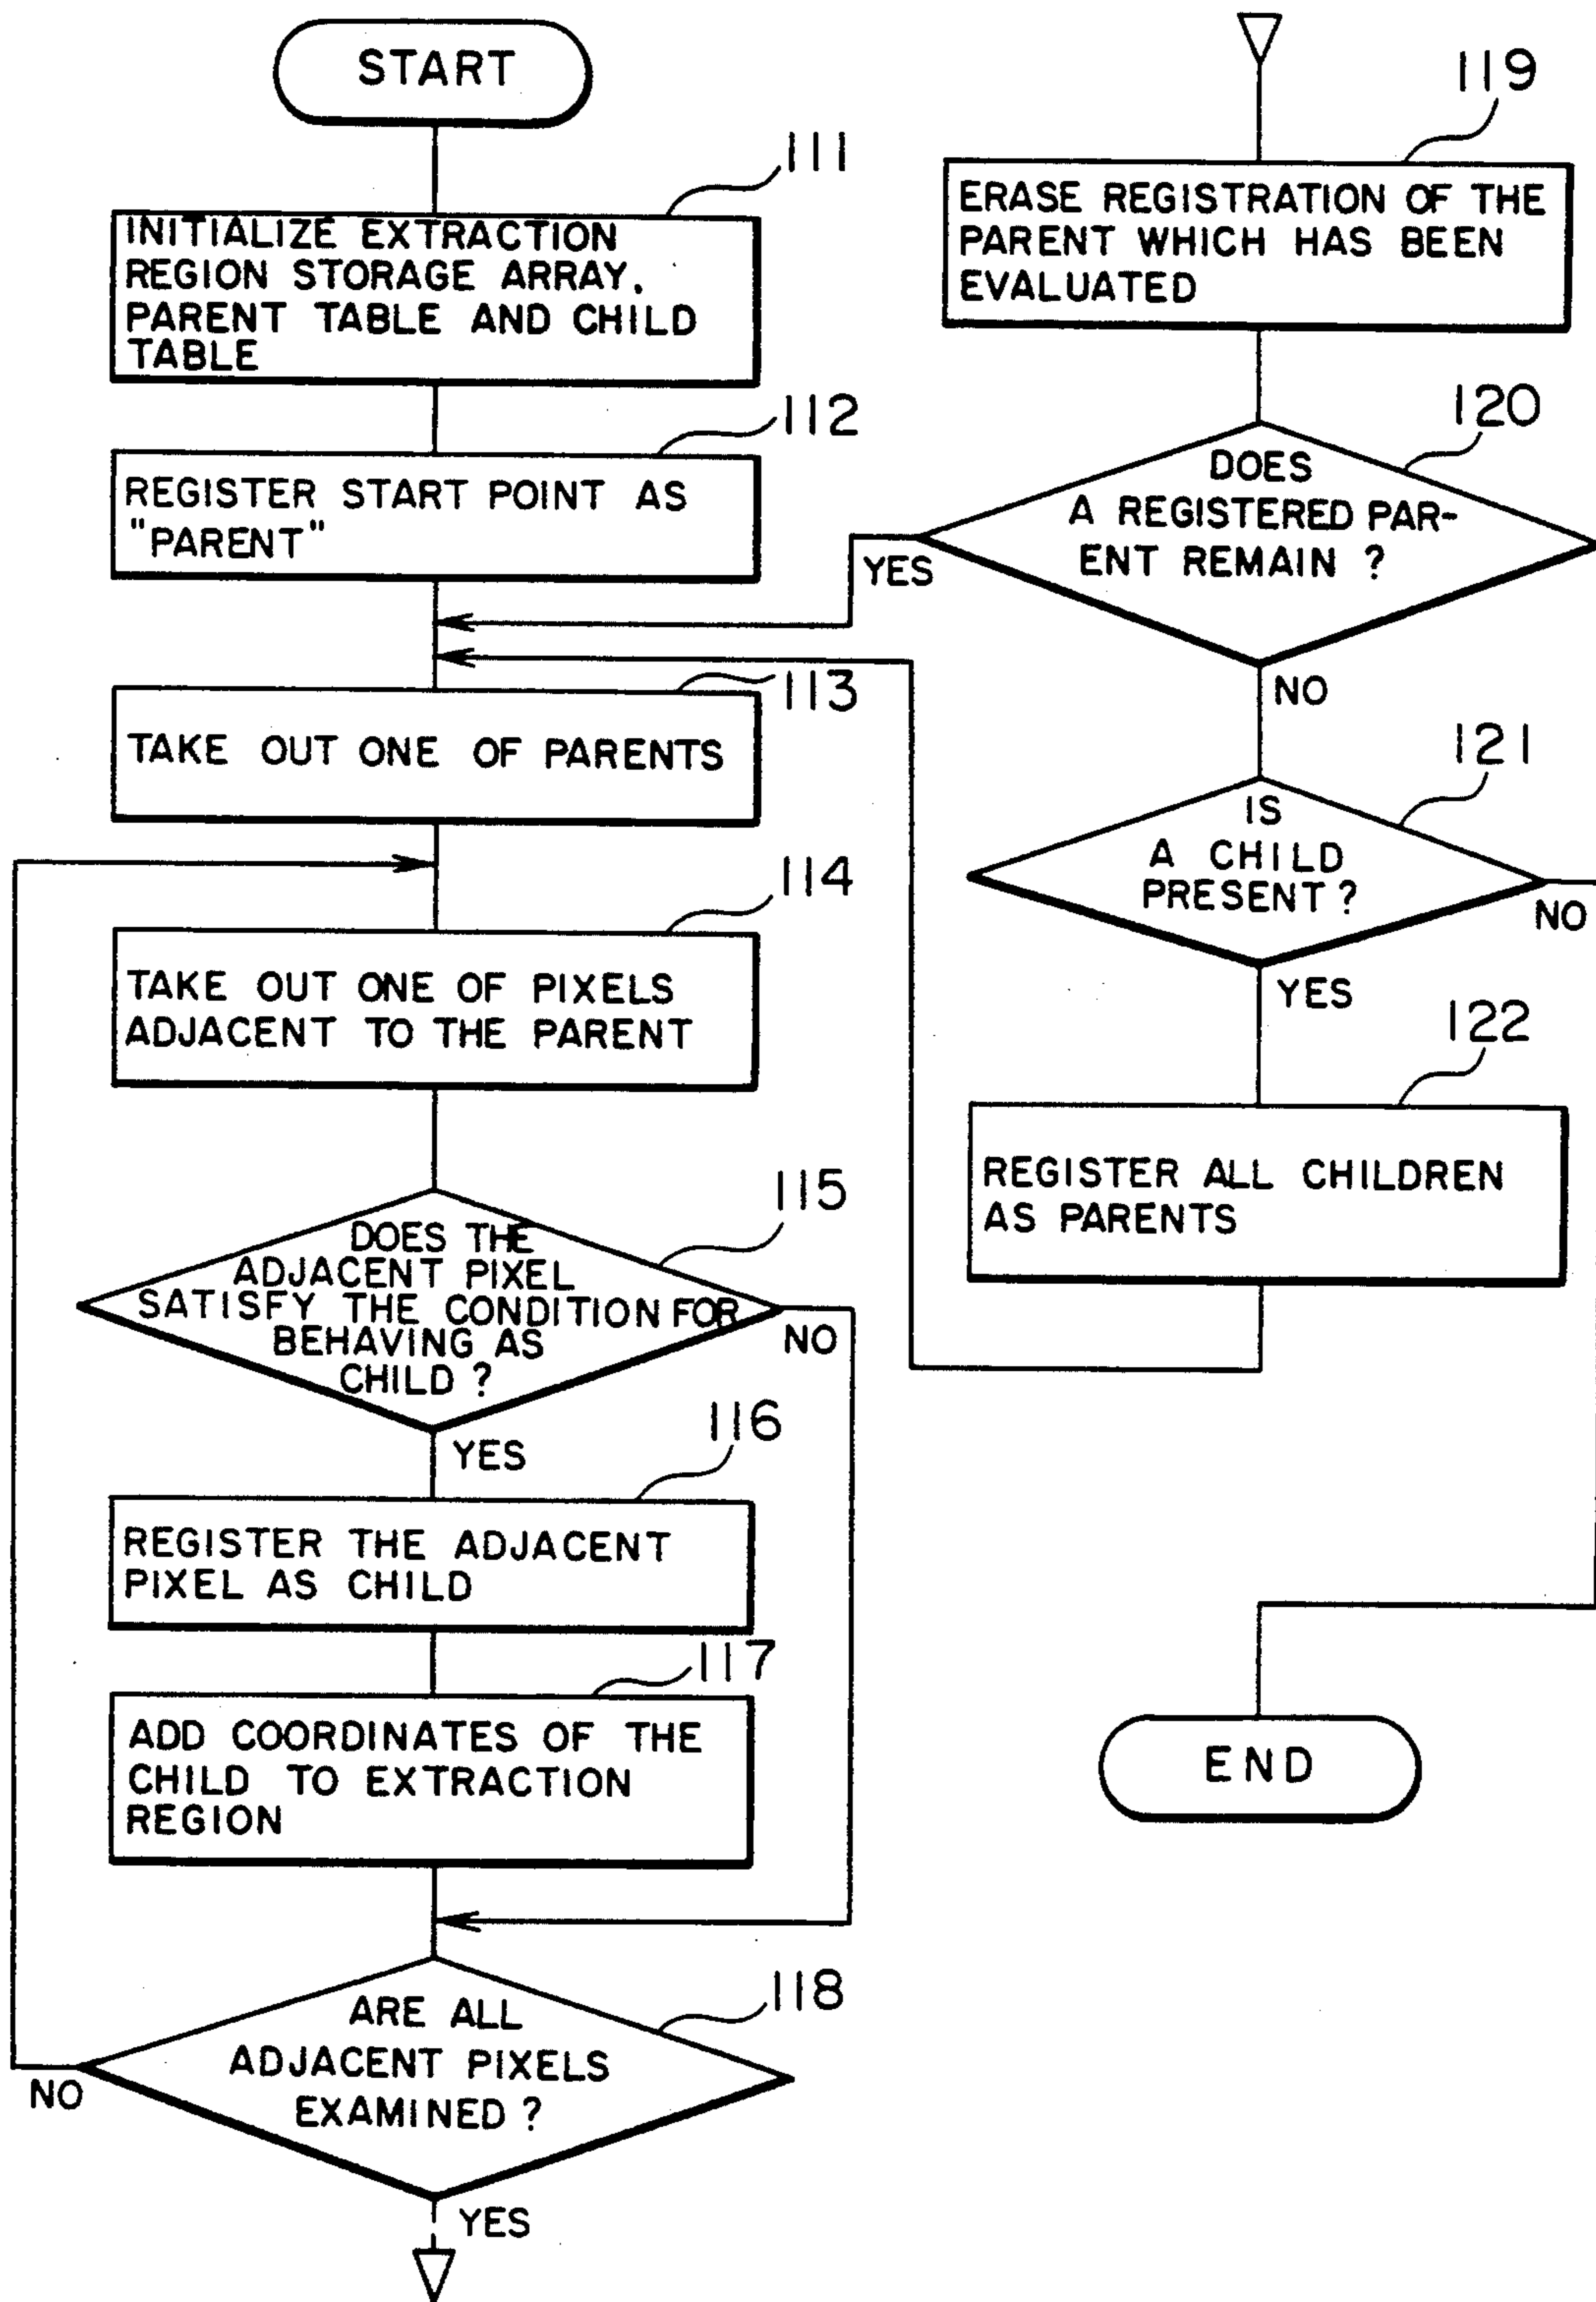 START
111
INITIALIZE EXTRACTION
REGION STORAGE ARRAY.
PARENT TABLE AND CHILD
TABLE
112
REGISTER START POINT AS
"PARENT"
113
TAKE OUT ONE OF PARENTS
114
TAKE OUT ONE OF PIXELS
ADJACENT TO THE PARENT
115
DOES THE
ADJACENT PIXEL
SATISFY THE CONDITION FOR
BEHAVING AS
CHILD ?
NO
YES
116
REGISTER THE ADJACENT
PIXEL AS CHILD
117
ADD COORDINATES OF THE
CHILD TO EXTRACTION
REGION
118
ARE ALL
ADJACENT PIXELS
EXAMINED ?
NO
YES
119
ERASE REGISTRATION OF THE
PARENT WHICH HAS BEEN
EVALUATED
120
DOES
A REGISTERED PAR-
ENT REMAIN ?
YES
NO
121
IS
A CHILD
PRESENT ?
NO
YES
122
REGISTER ALL CHILDREN
AS PARENTS
END